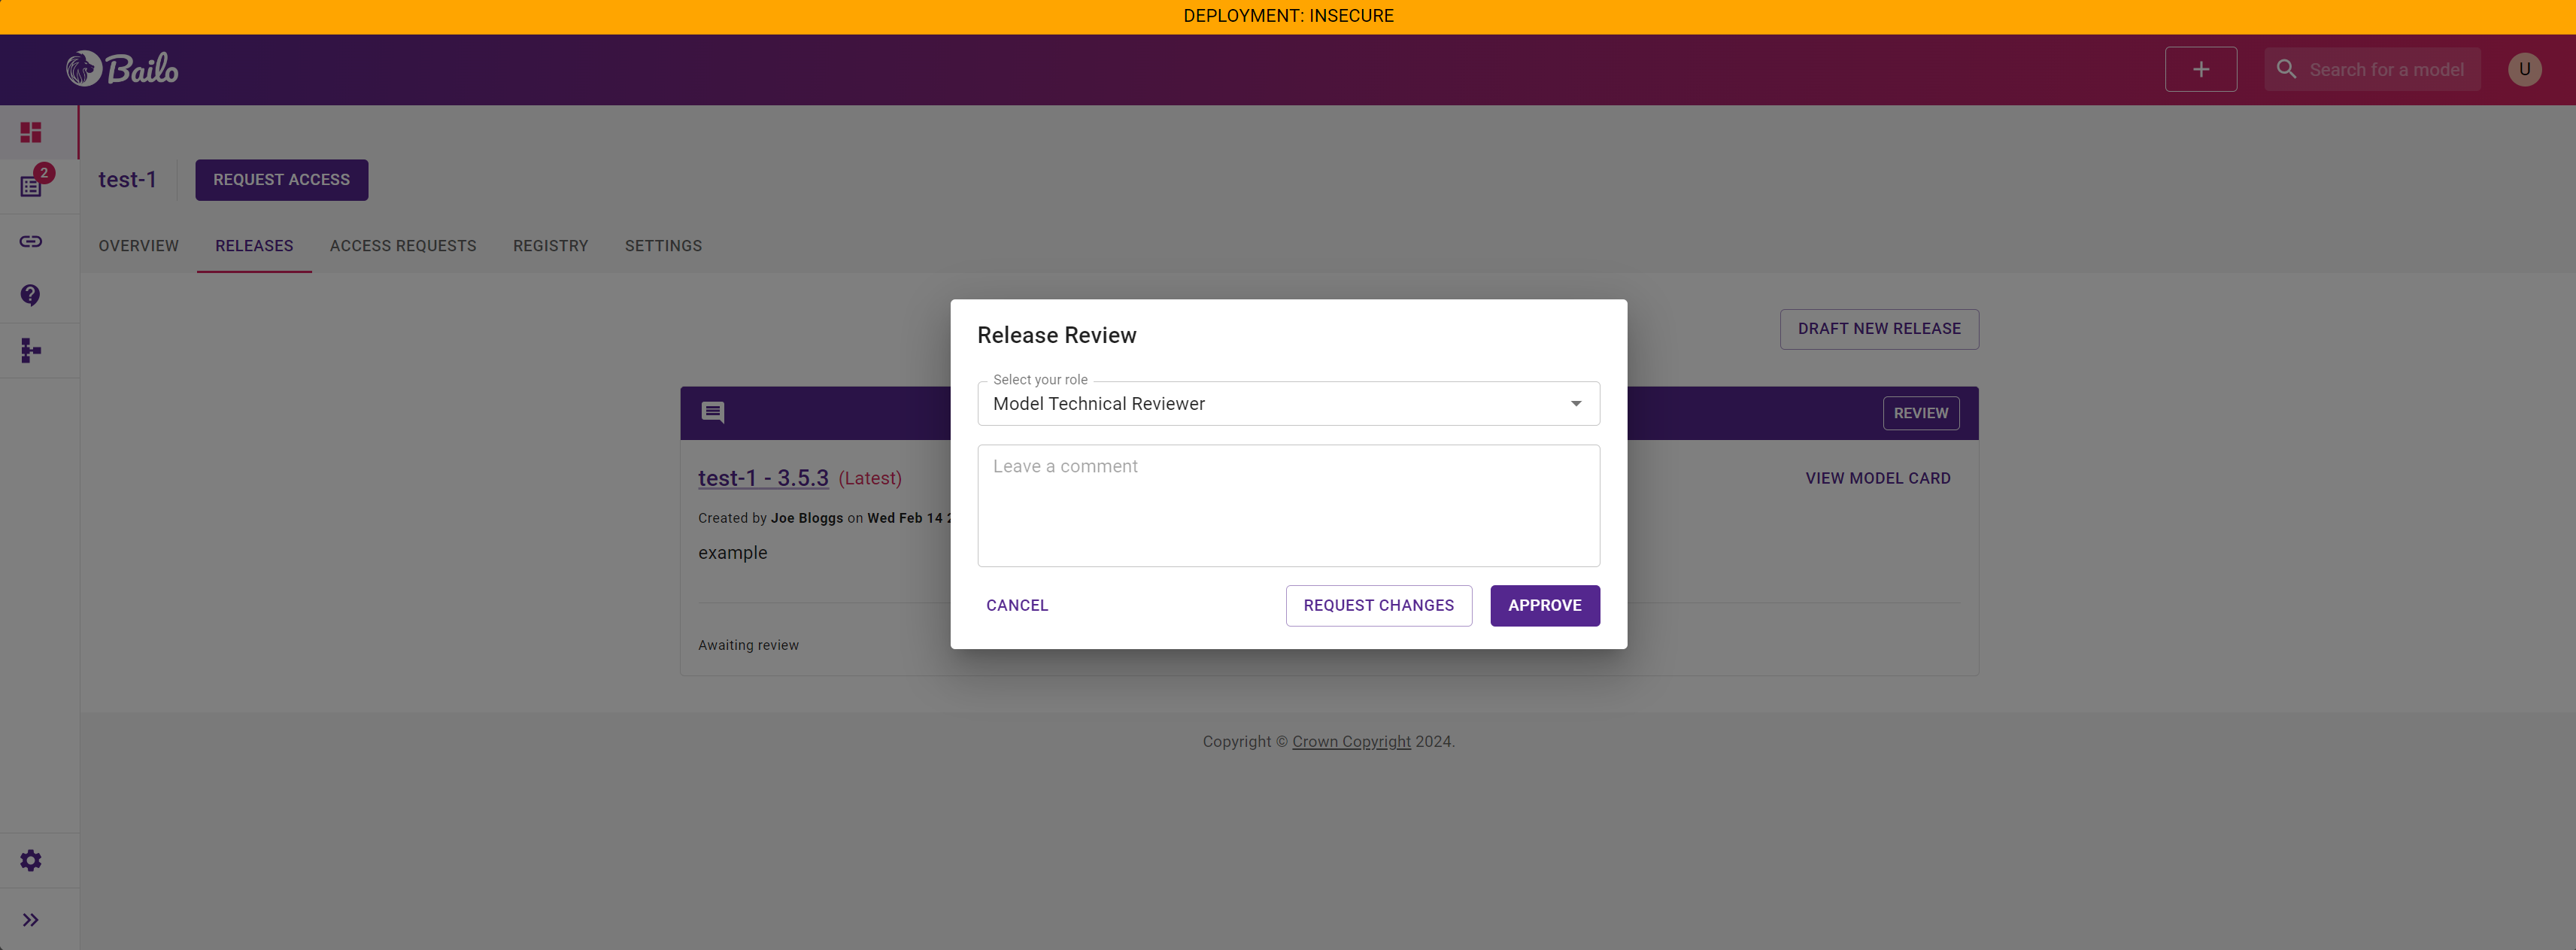 DEPLOYMENT: INSECURE
Bailo
+
Search for a model
U
2
test-1
REQUEST ACCESS
OVERVIEW
RELEASES
ACCESS REQUESTS
REGISTRY
SETTINGS
DRAFT NEW RELEASE
REVIEW
test-1 - 3.5.3 (Latest)
VIEW MODEL CARD
Created by Joe Bloggs on Wed Feb 14
example
Awaiting review
Release Review
Select your role
Model Technical Reviewer
Leave a comment
CANCEL
REQUEST CHANGES
APPROVE
Copyright © Crown Copyright 2024.